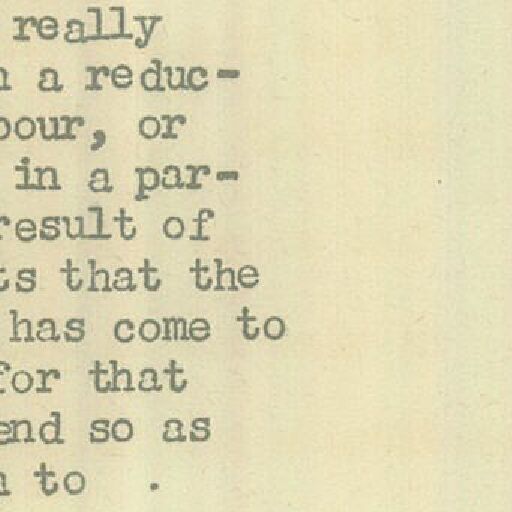 really
a reduc-
our, or
in a par-
result of
ts that the
has come to
for that
end so as
to .